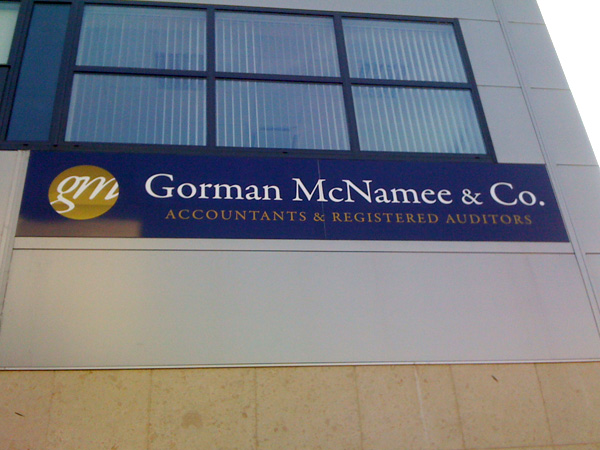 gm
Gorman McNamee & Co.
ACCOUNTANTS & REGISTERED AUDITORS